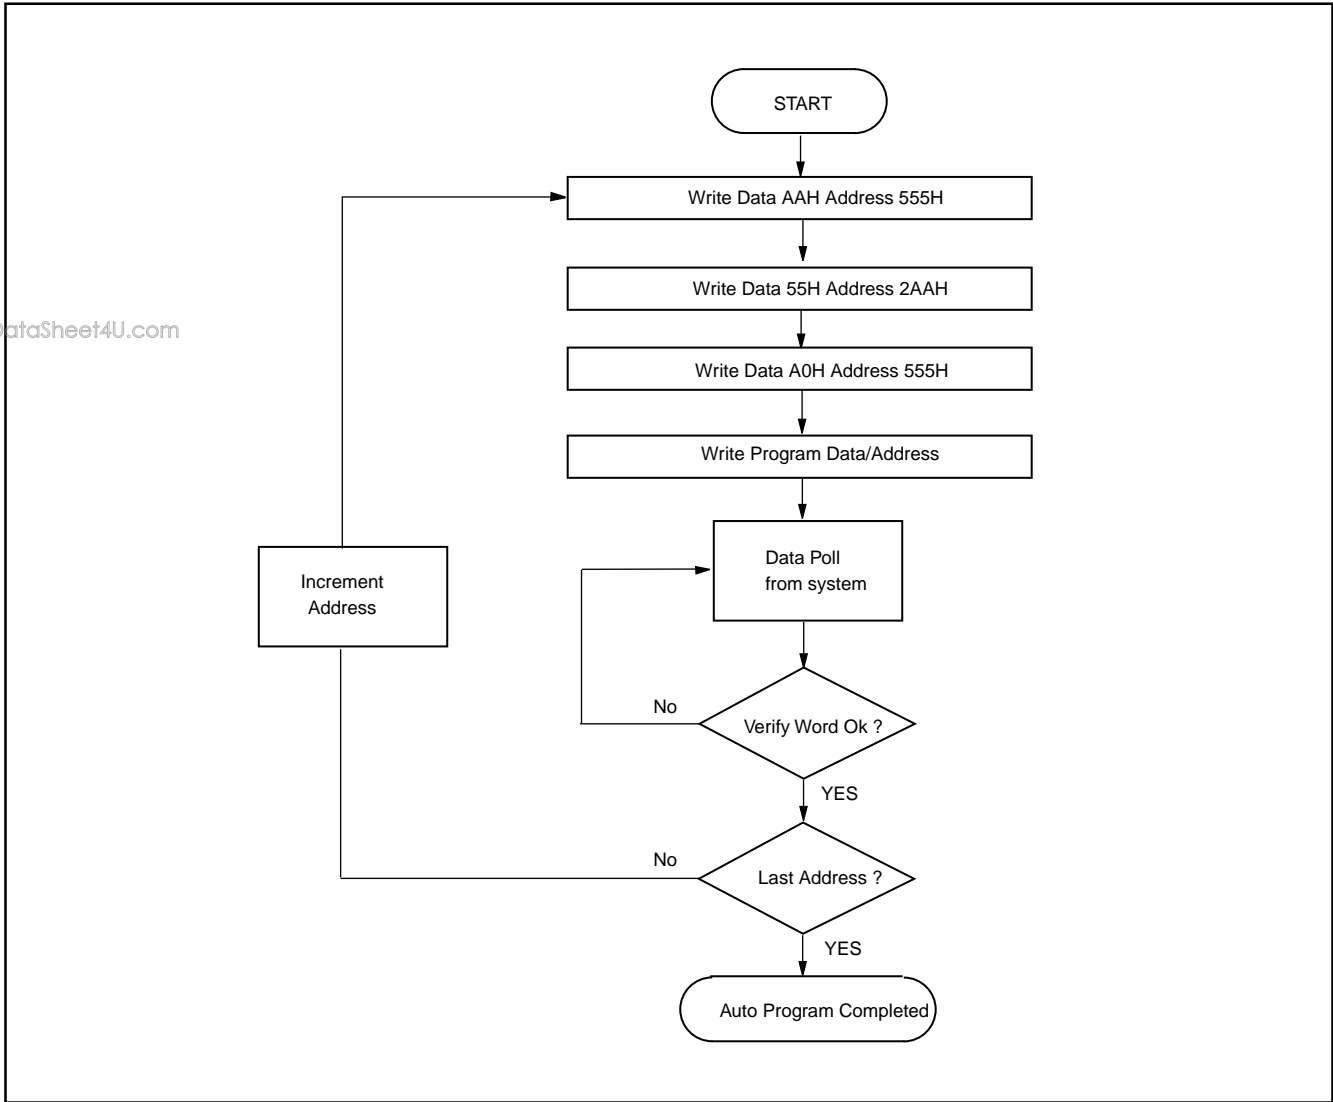 START
Write Data AAH Address 555H
Write Data 55H Address 2AAH
DataSheet4U.com
Write Data A0H Address 555H
Write Program Data/Address
Data Poll
from system
Increment
Address
No
Verify Word Ok ?
YES
No
Last Address ?
YES
Auto Program Completed